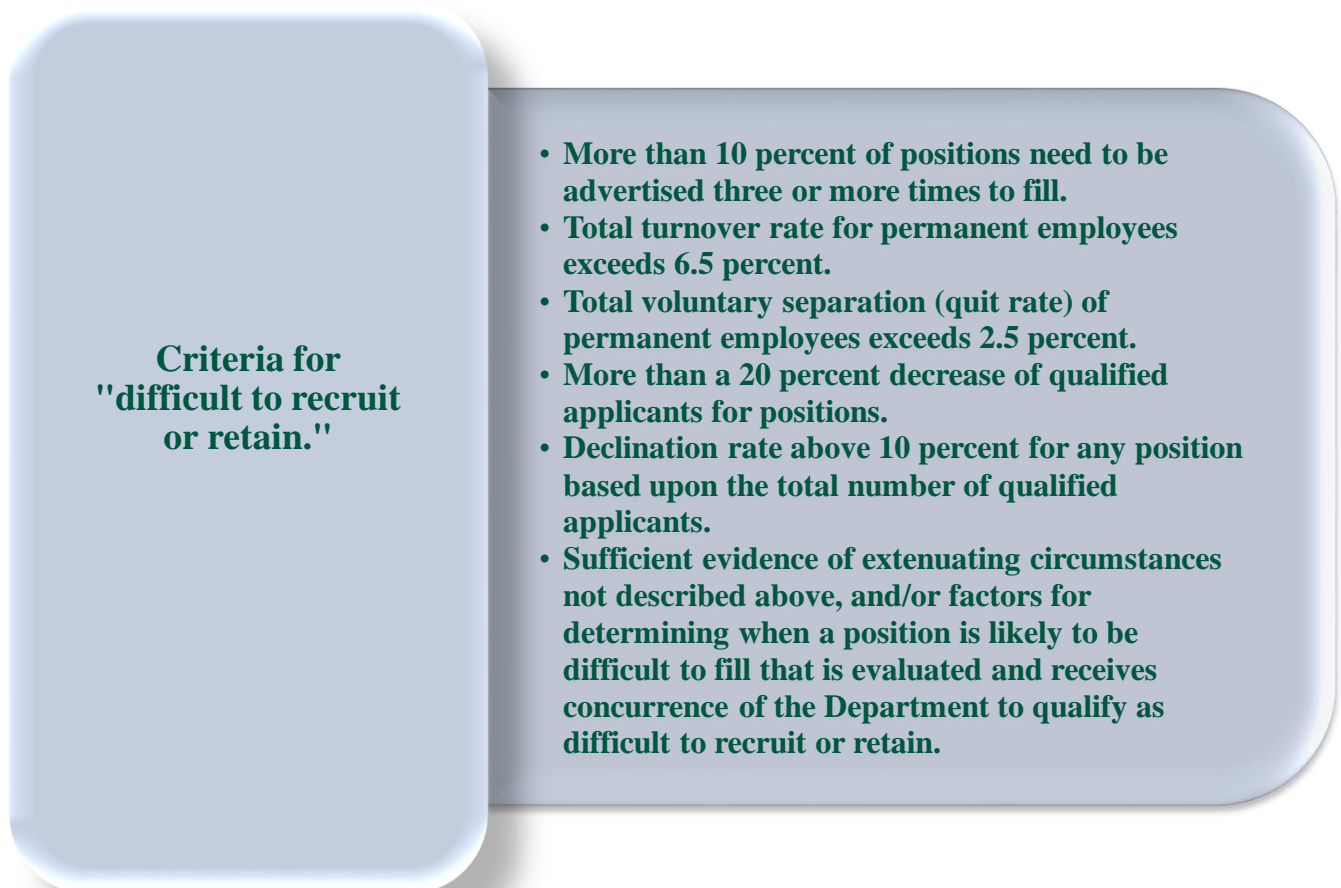 Criteria for
"difficult to recruit
or retain."
• More than 10 percent of positions need to be
advertised three or more times to fill.
• Total turnover rate for permanent employees
exceeds 6.5 percent.
• Total voluntary separation (quit rate) of
permanent employees exceeds 2.5 percent.
• More than a 20 percent decrease of qualified
applicants for positions.
• Declination rate above 10 percent for any position
based upon the total number of qualified
applicants.
• Sufficient evidence of extenuating circumstances
not described above, and/or factors for
determining when a position is likely to be
difficult to fill that is evaluated and receives
concurrence of the Department to qualify as
difficult to recruit or retain.